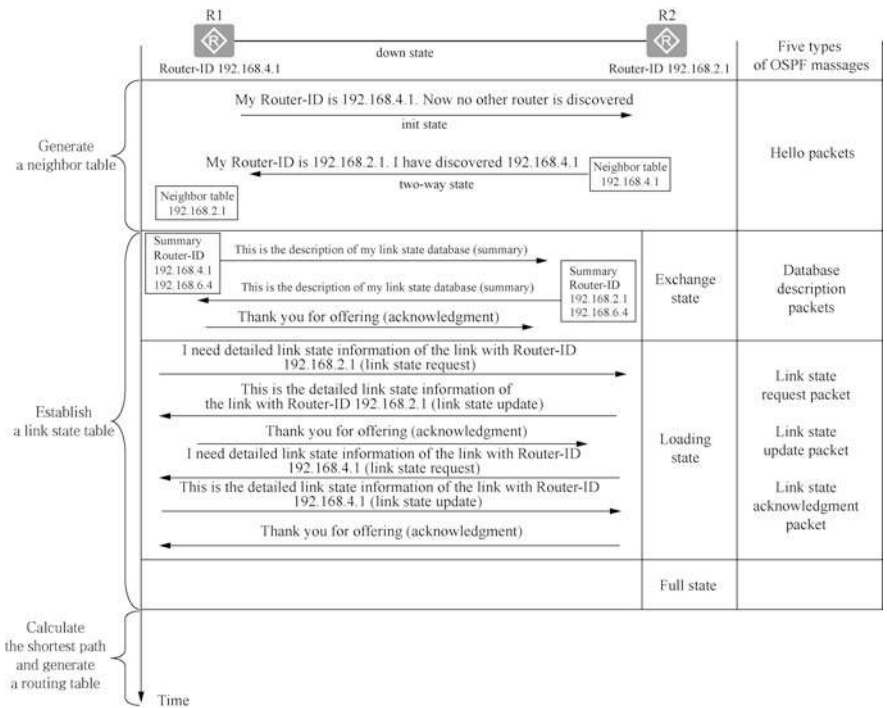 R1
R2
down state
Router-ID 192.168.4.1
Router-ID 192.168.2.1
Five types
of OSPF massages
Generate
a neighbor table
My Router-ID is 192.168.4.1. Now no other router is discovered
init state
My Router-ID is 192.168.2.1. I have discovered 192.168.4.1
two-way state
Neighbor table
192.168.4.1
Neighbor table
192.168.2.1
Hello packets
Establish
a link state table
Summary
Router-ID
192.168.4.1
192.168.6.4
This is the description of my link state database (summary)
This is the description of my link state database (summary)
Thank you for offering (acknowledgment)
Summary
Router-ID
192.168.2.1
192.168.6.4
Exchange
state
Database
description
packets
I need detailed link state information of the link with Router-ID
192.168.2.1 (link state request)
This is the detailed link state information of
the link with Router-ID 192.168.2.1 (link state update)
Thank you for offering (acknowledgment)
I need detailed link state information of the link with Router-ID
192.168.4.1 (link state request)
This is the detailed link state information of the link with Router-ID
192.168.4.1 (link state update)
Thank you for offering (acknowledgment)
Loading
state
Link state
request packet
Link state
update packet
Link state
acknowledgment
packet
Full state
Calculate
the shortest path
and generate
a routing table
Time